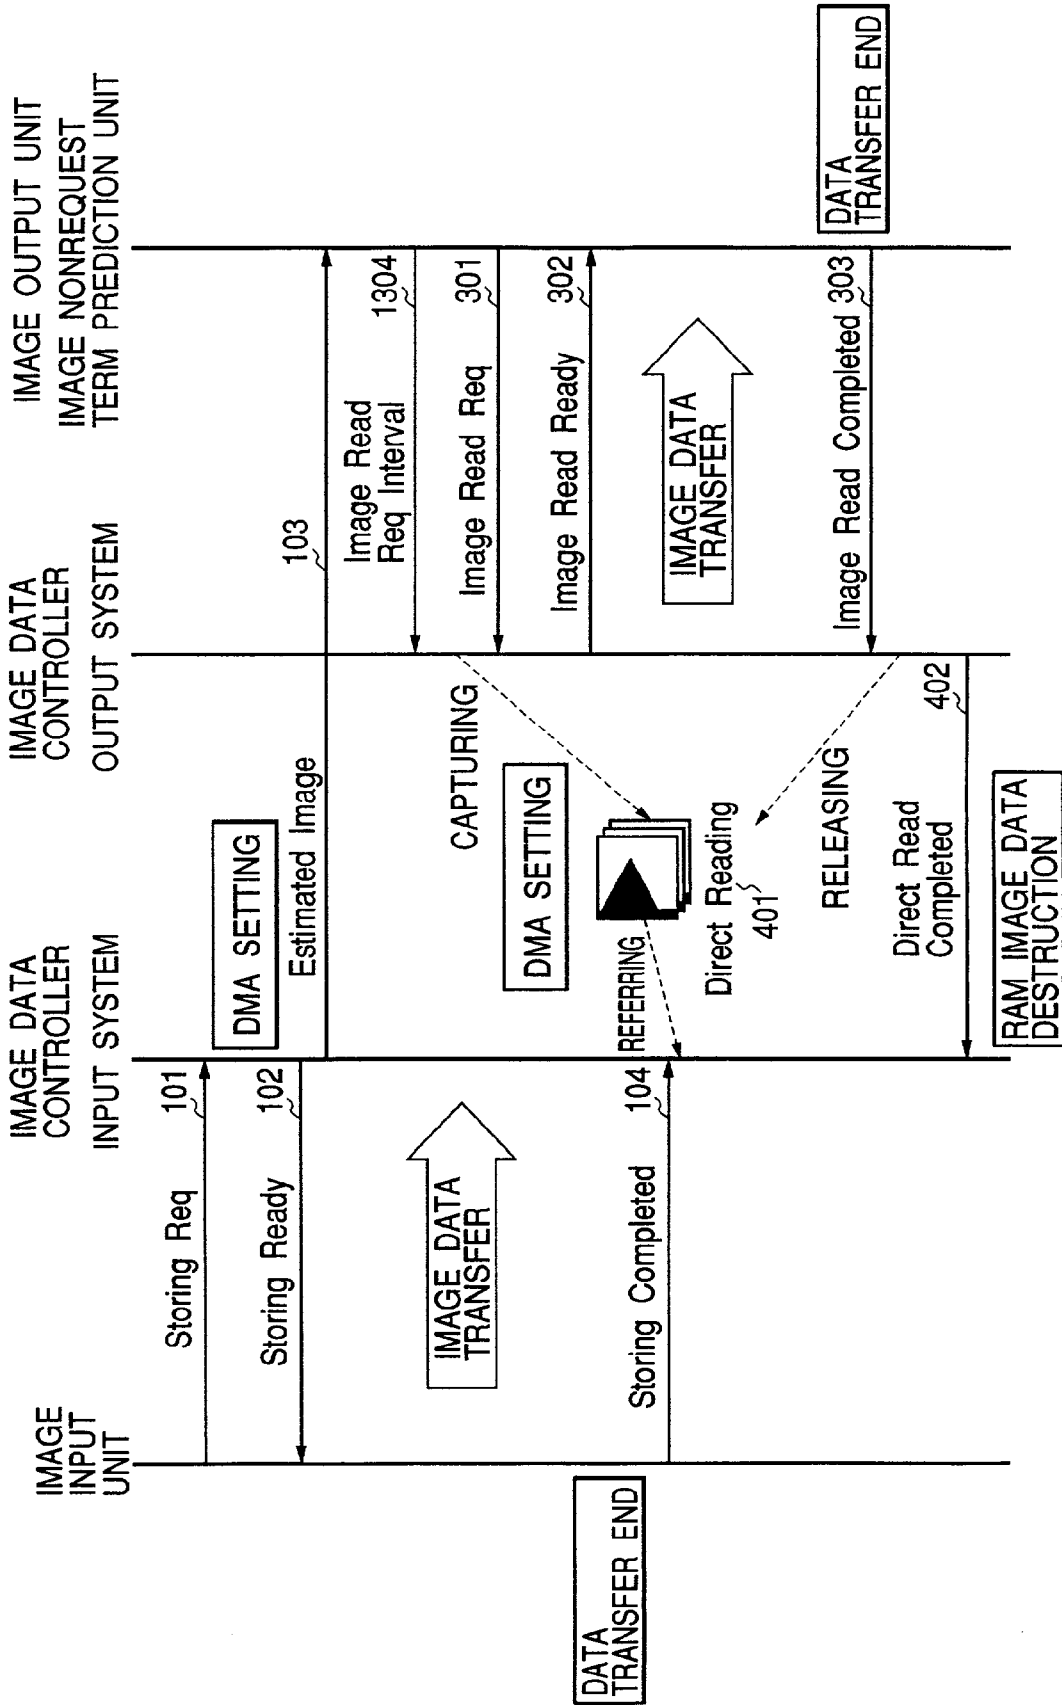 IMAGE
INPUT
UNIT
IMAGE DATA
CONTROLLER
INPUT SYSTEM
IMAGE DATA
CONTROLLER
OUTPUT SYSTEM
IMAGE OUTPUT UNIT
IMAGE NONREQUEST
TERM PREDICTION UNIT
Storing Req
101
Storing Ready
102
DMA SETTING
Estimated Image
103
Image Read
Req Interval
1304
IMAGE DATA
TRANSFER
CAPTURING
Image Read Req
301
DMA SETTING
Image Read Ready
302
DATA
TRANSFER END
Storing Completed
104
REFERRING
Direct Reading
401
IMAGE DATA
TRANSFER
RELEASING
Image Read Completed
303
DATA
TRANSFER END
Direct Read
Completed
402
RAM IMAGE DATA
DESTRUCTION